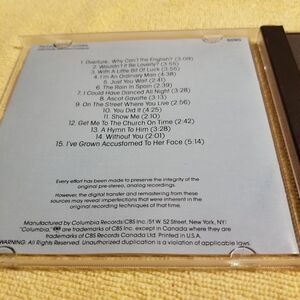 1. Overture, Why Can't the English? (3:09)
2. Wouldn't It Be Loverly? (3:55)
3. With a Little Bit Of Luck (3:55)
4. I'm an Ordinary Man (4:38)
5. Just You Wait (2:41)
6. The Rain in Spain (2:39)
7. I Could Have Danced All Night (3:28)
8. Ascot Gavotte (3:13)
9. On The Street Where You Live (2:56)
10. You Did It (2:58)
11. Show Me (2:10)
12. Get Me To The Church On Time (2:42)
13. A Hymn To Him (3:29)
14. Without You (2:01)
15. I've Grown Accustomed To Her Face (5:14)
Every effort has been made to preserve the integrity of the
original pre-stereo, analog recordings.
However, the digital transfer and remastering from these
sources may reveal imperfections that were inherent in the
original recording techniques of that time.
Manufactured by Columbia Records/CBS Inc./51 W. 52 Street, New York, NY/
"Columbia," are trademarks of CBS Inc. except in Canada where they are
trademarks of CBS Records Canada Ltd. Printed in U.S.A.
WARNING: All Rights Reserved. Unauthorized duplication is a violation of applicable laws.